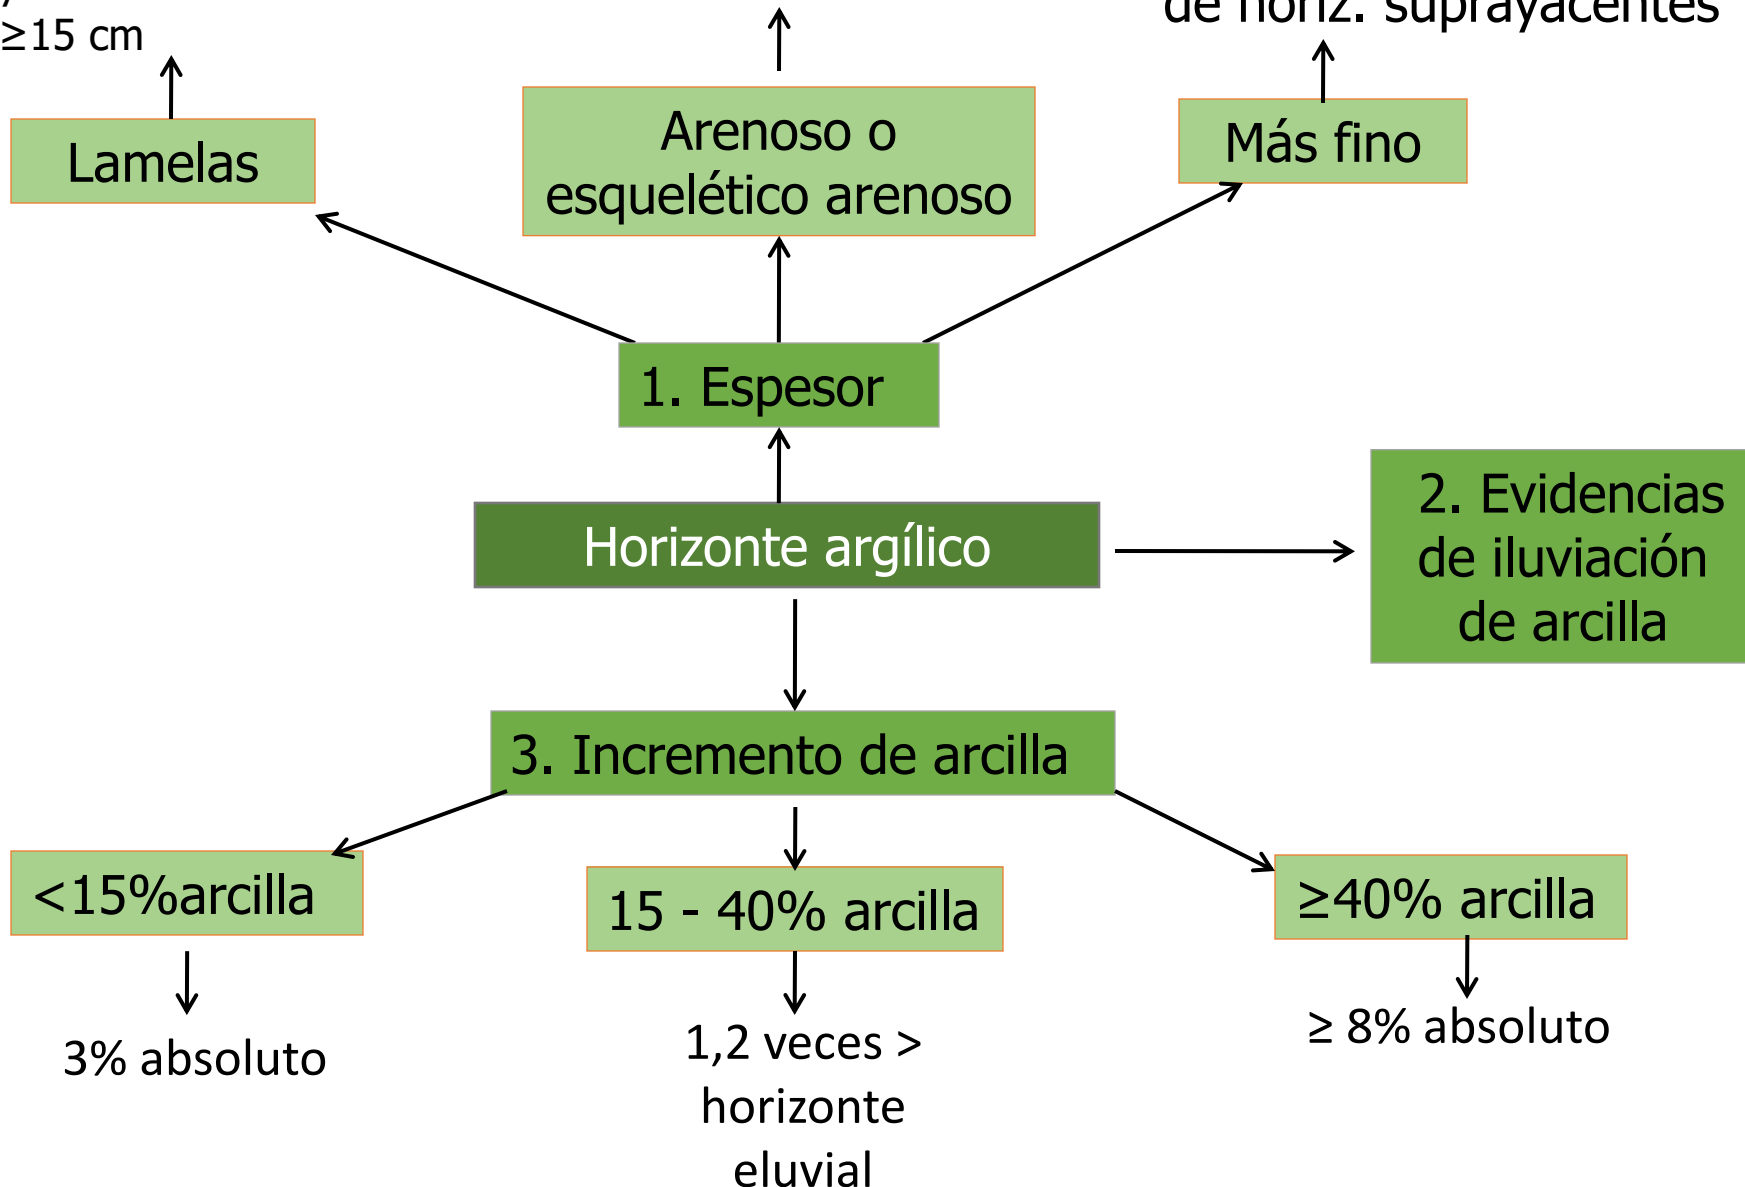 ≥15 cm
de horiz. suprayacentes
Lamelas
Arenoso o
esquelético arenoso
Más fino
1. Espesor
Horizonte argílico
2. Evidencias
de iluviación
de arcilla
3. Incremento de arcilla
<15%arcilla
15 - 40% arcilla
≥40% arcilla
3% absoluto
1,2 veces >
horizonte
eluvial
≥ 8% absoluto